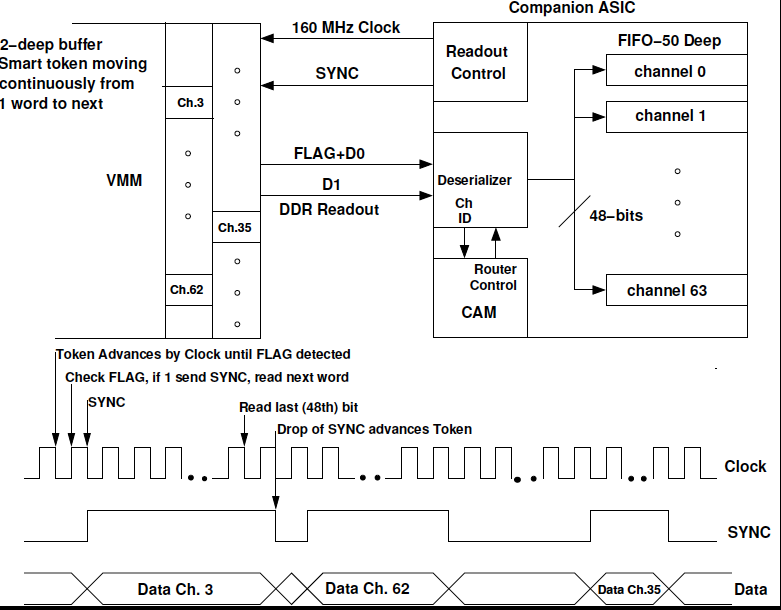 Companion ASIC
2–deep buffer
Smart token moving
continuously from
1 word to next
160 MHz Clock
SYNC
Readout
Control
FIFO–50 Deep
channel 0
channel 1
Ch.3
VMM
FLAG+D0
D1
DDR Readout
Deserializer
Ch
ID
48–bits
Ch.35
Ch.62
Router
Control
CAM
channel 63
Token Advances by Clock until FLAG detected
Check FLAG, if 1 send SYNC, read next word
SYNC
Read last (48th) bit
Drop of SYNC advances Token
Clock
SYNC
Data Ch. 3
Data Ch. 62
Data Ch.35
Data